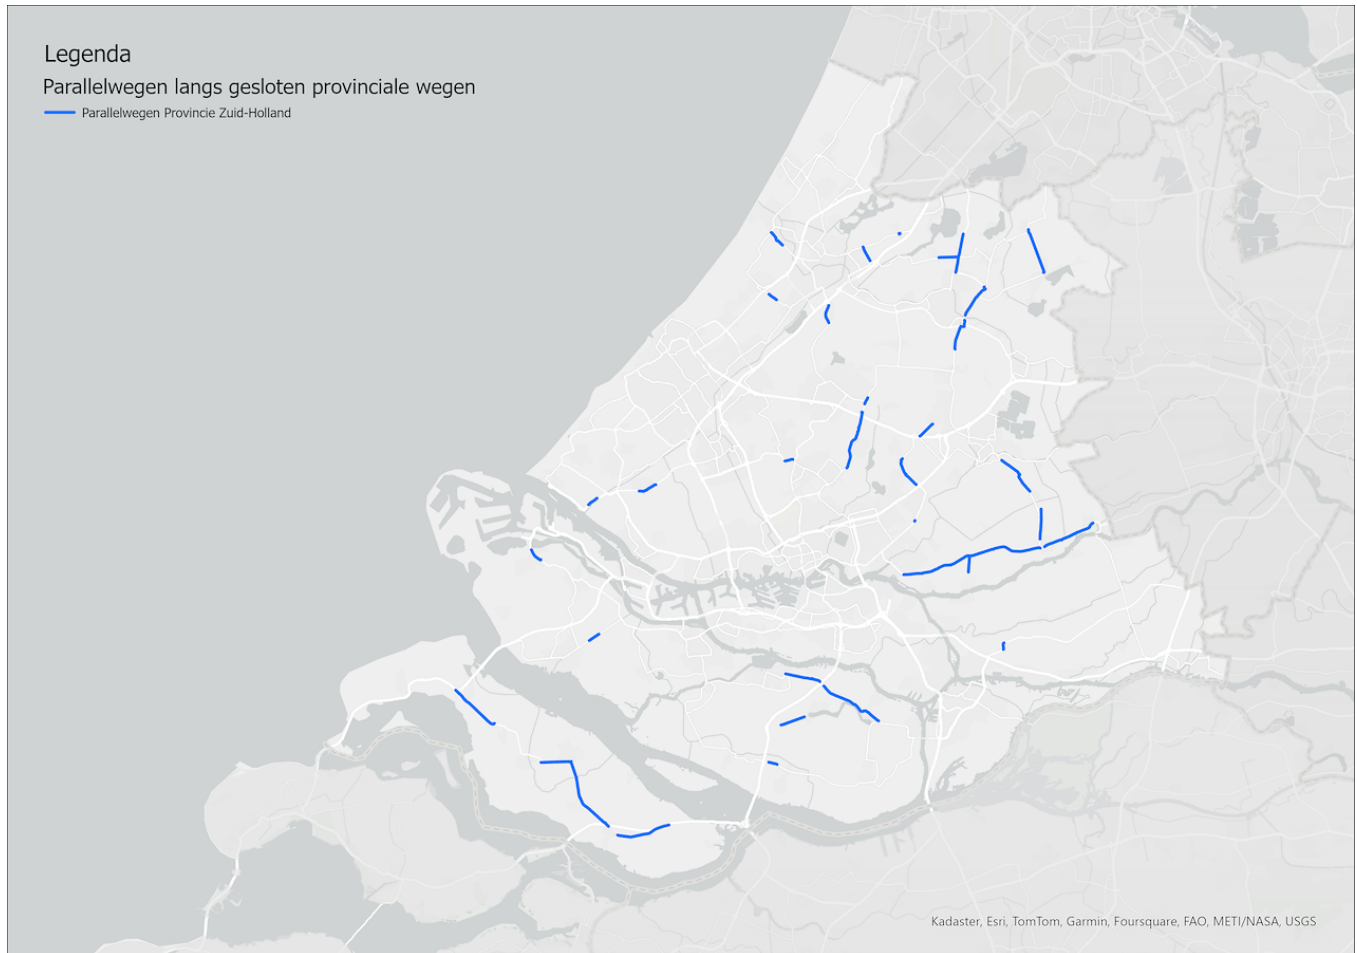 Legenda
Parallelwegen langs gesloten provinciale wegen
Parallelwegen Provincie Zuid-Holland
Kadaster, Esri, TomTom, Garmin, Foursquare, FAO, METI/NASA, USGS